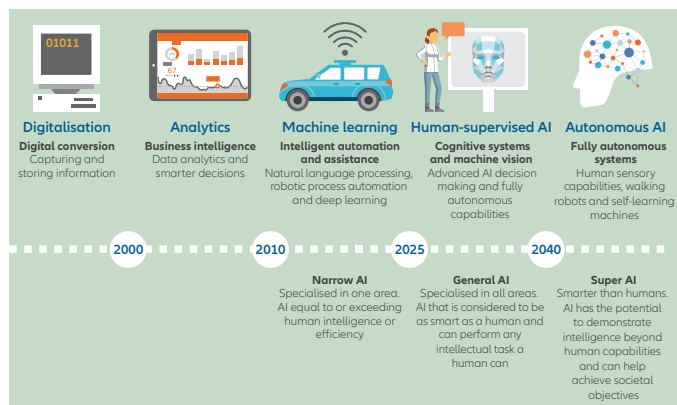 01011
67
Digitalisation
Digital conversion
Capturing and
storing information
Analytics
Business intelligence
Data analytics and
smarter decisions
Machine learning
Intelligent automation
and assistance
Natural language processing,
robotic process automation
and deep learning
Human-supervised AI
Cognitive systems
and machine vision
Advanced AI decision
making and fully
autonomous
capabilities
Autonomous AI
Fully autonomous
systems
Human sensory
capabilities, walking
robots and self-learning
machines
2000
2010
2025
2040
Narrow AI
Specialised in one area.
AI equal to or exceeding
human intelligence or
efficiency
General AI
Specialised in all areas.
AI that is considered to be
as smart as a human and
can perform any
intellectual task a
human can
Super AI
Smarter than humans.
AI has the potential
to demonstrate
intelligence beyond
human capabilities
and can help
achieve societal
objectives